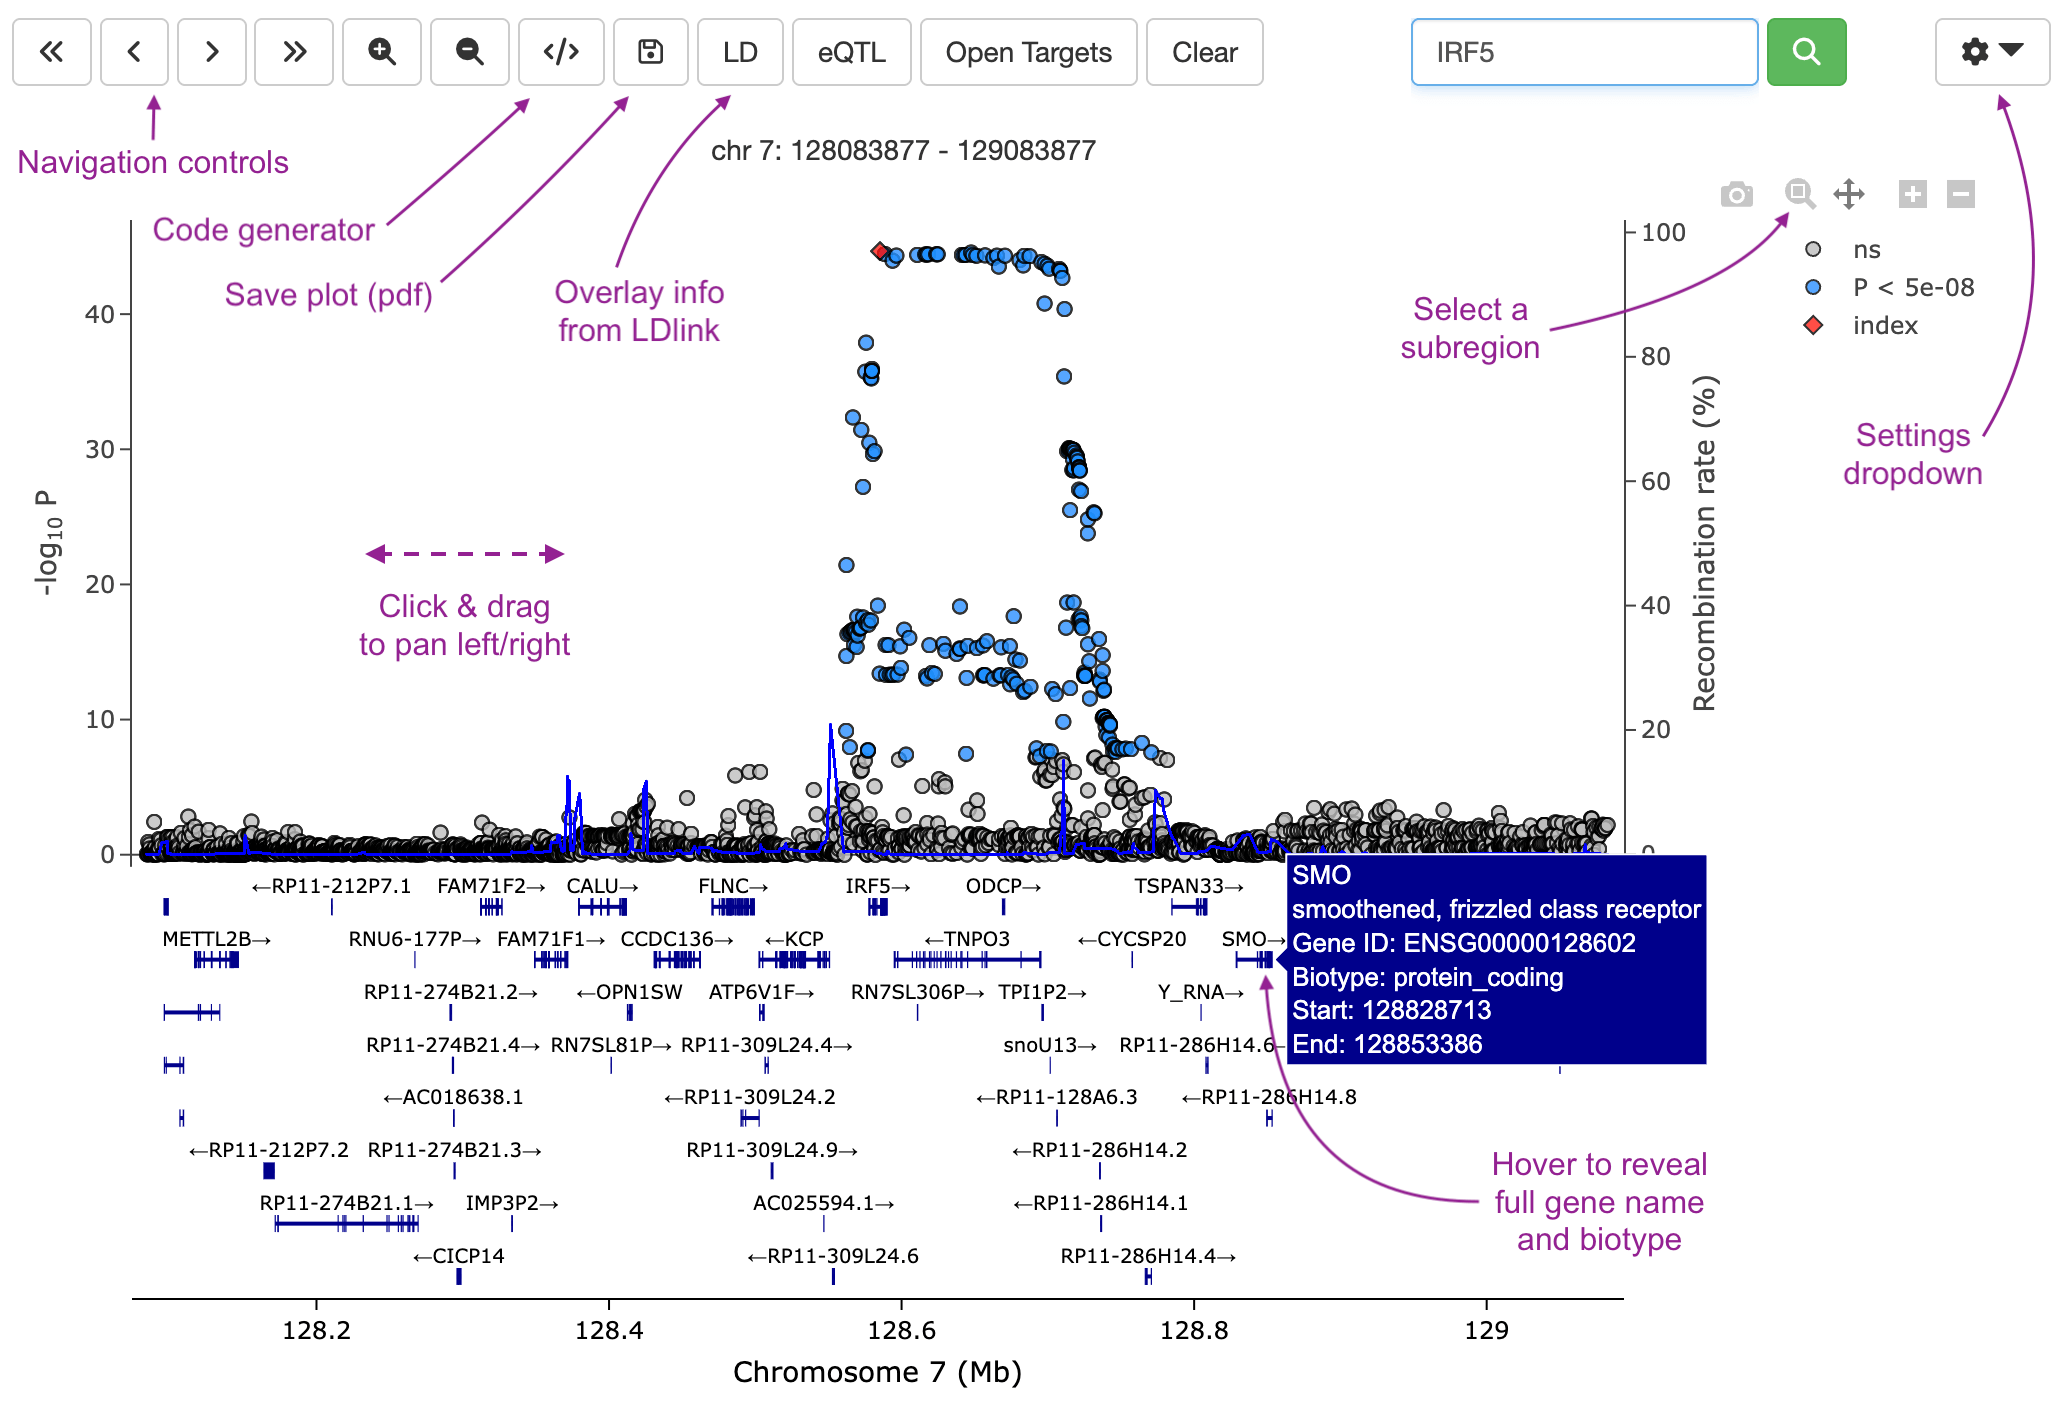 LD
eQTL
Open Targets
Clear
IRF5
Navigation controls
Code generator
Save plot (pdf)
Overlay info
from LDlink
chr 7: 128083877 - 129083877
Select a
subregion
Settings
dropdown
ns
P < 5e-08
index
Click & drag
to pan left/right
-log10 P
40
30
20
10
0
Recombination rate (%)
100
80
60
40
20
0
←RP11-212P7.1 FAM71F2→ CALU→ FLNC→ IRF5→ ODCP→ TSPAN33→
METTL2B→ RNU6-177P→ FAM71F1→ CCDC136→ ←KCP ←TNPO3 ←CYCSP20 SMO→
RP11-274B21.2→ ←OPN1SW ATP6V1F→ RN7SL306P→ TPI1P2→ Y_RNA→
RP11-274B21.4→ RN7SL81P→ RP11-309L24.4→ snoU13→ RP11-286H14.6
←AC018638.1 ←RP11-309L24.2 ←RP11-128A6.3 ←RP11-286H14.8
←RP11-212P7.2 RP11-274B21.3→ RP11-309L24.9→ ←RP11-286H14.2
RP11-274B21.1→ IMP3P2→ AC025594.1→ ←RP11-286H14.1
←CICP14 ←RP11-309L24.6 RP11-286H14.4→
SMO
smoothened, frizzled class receptor
Gene ID: ENSG00000128602
Biotype: protein_coding
Start: 128828713
End: 128853386
Hover to reveal
full gene name
and biotype
128.2 128.4 128.6 128.8 129
Chromosome 7 (Mb)